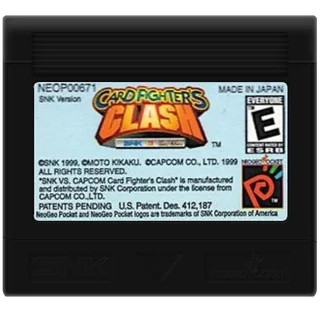 NEOP00671
MADE IN JAPAN
SNK Version
CARD FIGHTER'S
CLASH
TM
EVERYONE
E
CONTENT RATED BY
ESRB
©SNK 1999, ©MOTO KIKAKU. ©CAPCOM CO., LTD. 1999
ALL RIGHTS RESERVED.
"SNK VS. CAPCOM Card Fighter's Clash" is manufactured
and distributed by SNK Corporation under the license from
CAPCOM CO., LTD.
PATENTS PENDING U.S. Patent Des. 412,187
NeoGeo Pocket and NeoGeo Pocket logos are trademarks of SNK Corporation of America
SNK